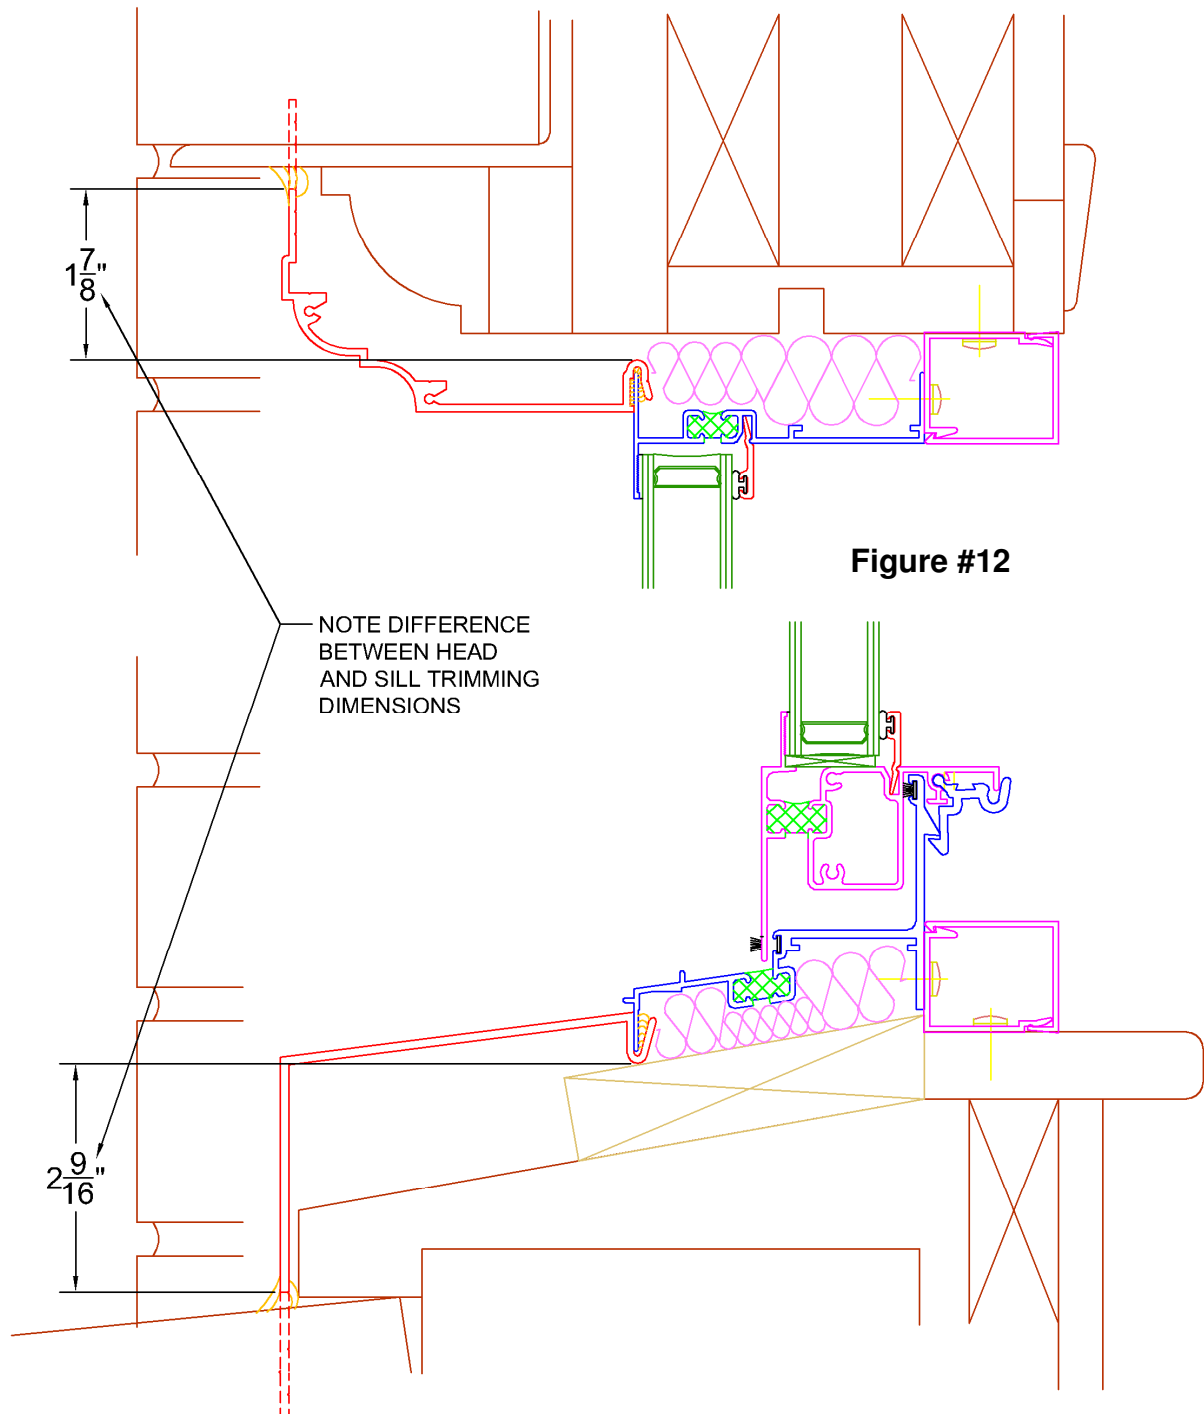 1 7/8"
Figure #12
NOTE DIFFERENCE
BETWEEN HEAD
AND SILL TRIMMING
DIMENSIONS
2 9/16"